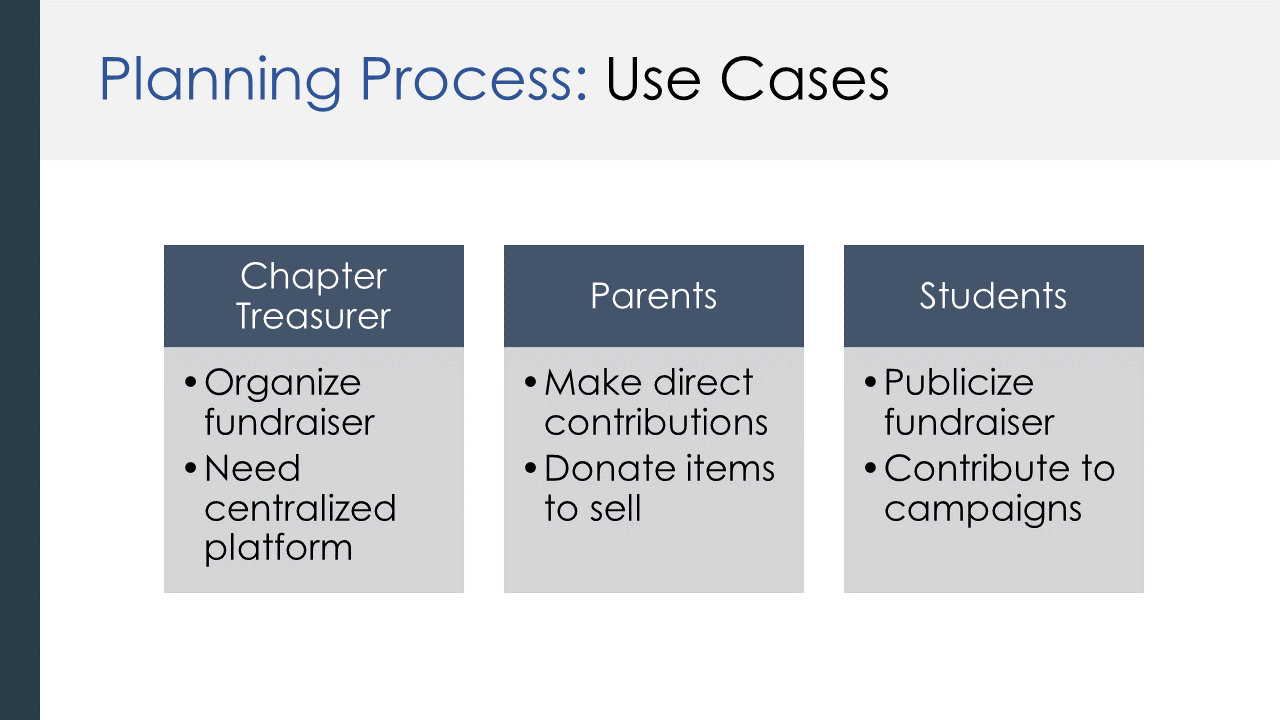 Planning Process: Use Cases
Chapter
Treasurer
•Organize
fundraiser
•Need
centralized
platform
Parents
•Make direct
contributions
•Donate items
to sell
Students
•Publicize
fundraiser
•Contribute to
campaigns